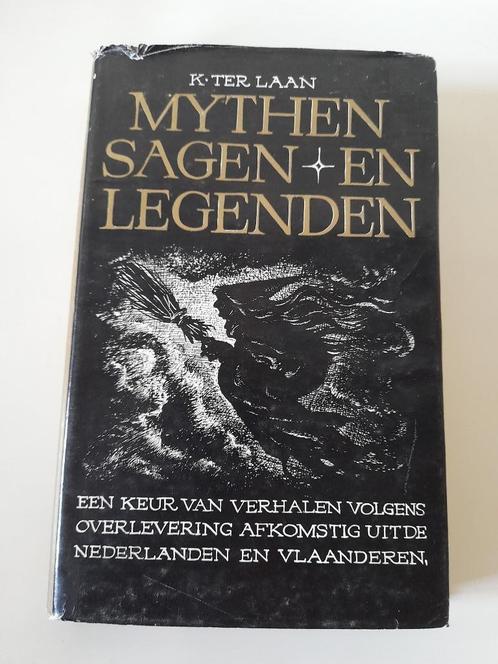 K. TER LAAN
MYTHEN
SAGEN EN
LEGENDEN
EEN KEUR VAN VERHALEN VOLGENS
OVERLEVERING AFKOMSTIG UIT DE
NEDERLANDEN EN VLAANDEREN.